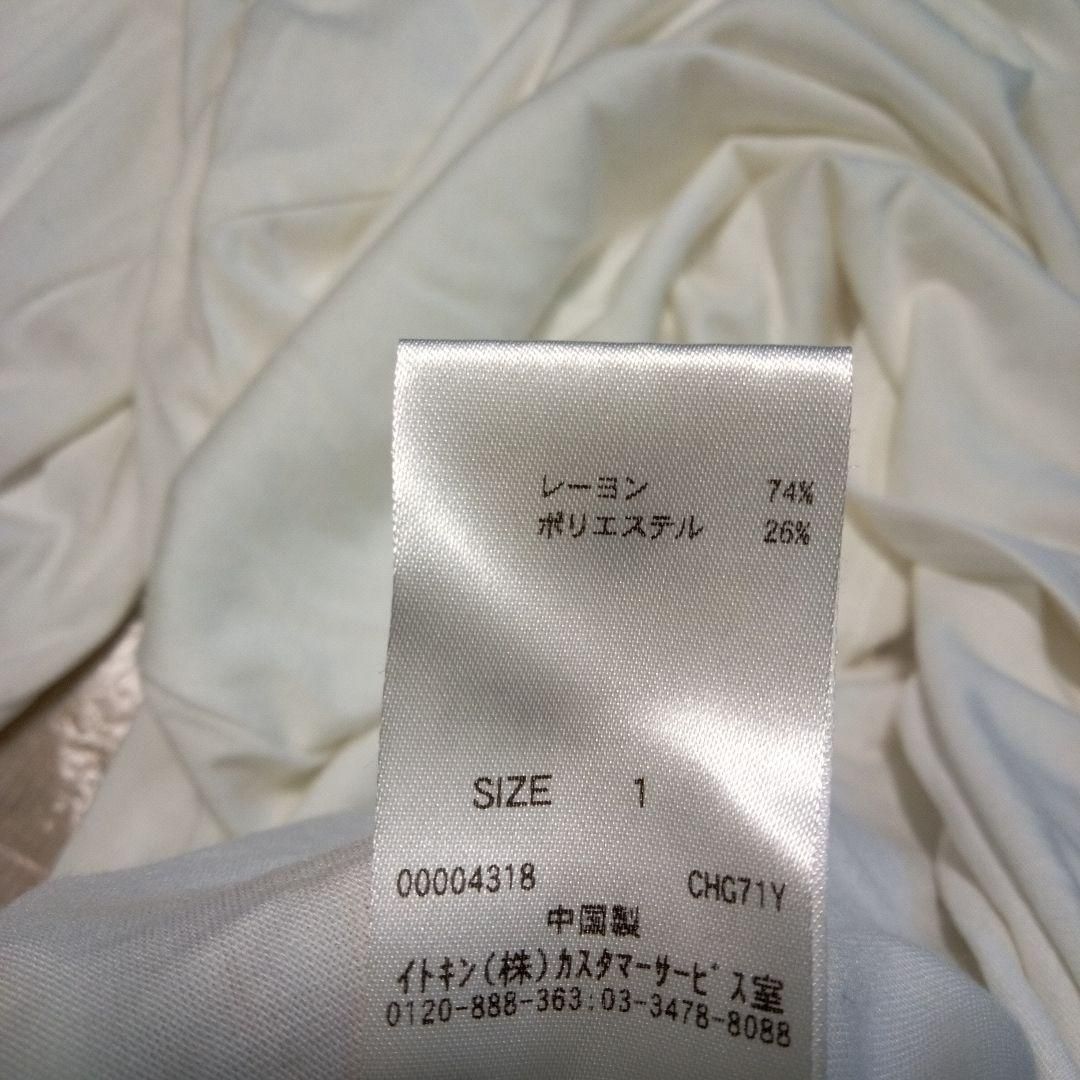 レーヨン 74%
ポリエステル 26%
SIZE 1
00004318 CHG71Y
中国製
イトキン(株)カスタマーサービス室
0120-888-363:03-3478-8088